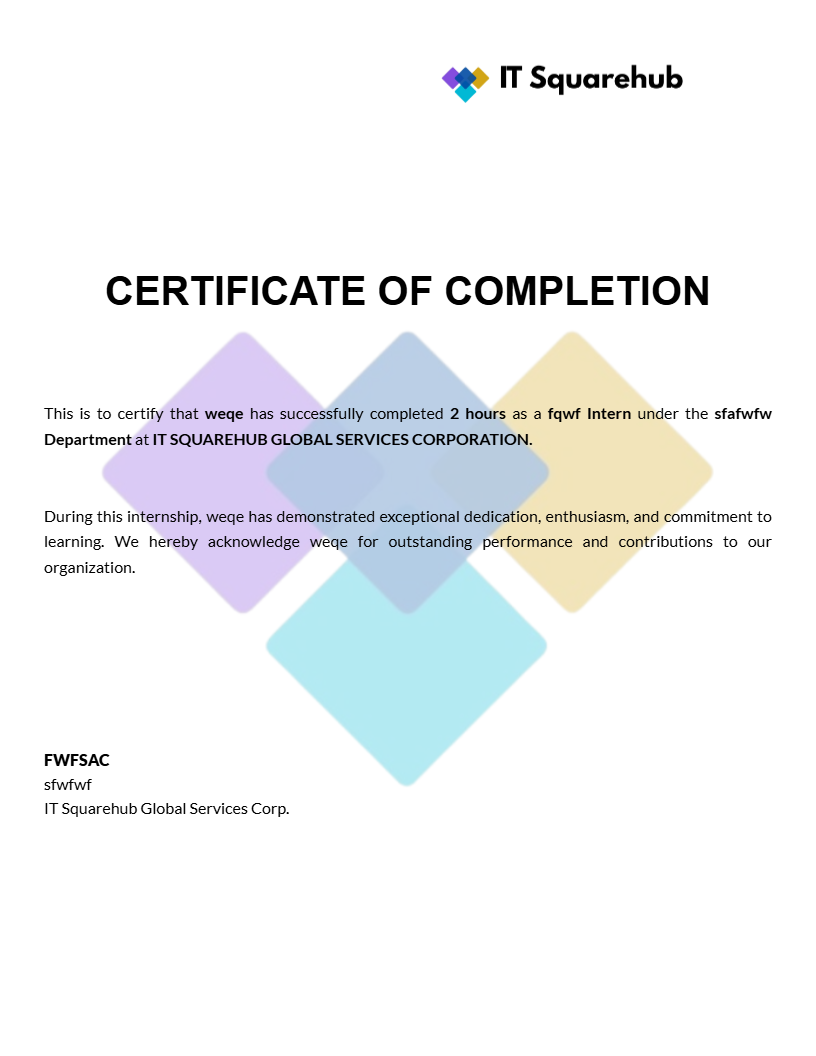 IT Squarehub
CERTIFICATE OF COMPLETION
This is to certify that weqe has successfully completed 2 hours as a fqwf Intern under the sfafwfw
Department at IT SQUAREHUB GLOBAL SERVICES CORPORATION.
During this internship, weqe has demonstrated exceptional dedication, enthusiasm, and commitment to
learning. We hereby acknowledge weqe for outstanding performance and contributions to our
organization.
FWFSAC
sfwfwf
IT Squarehub Global Services Corp.